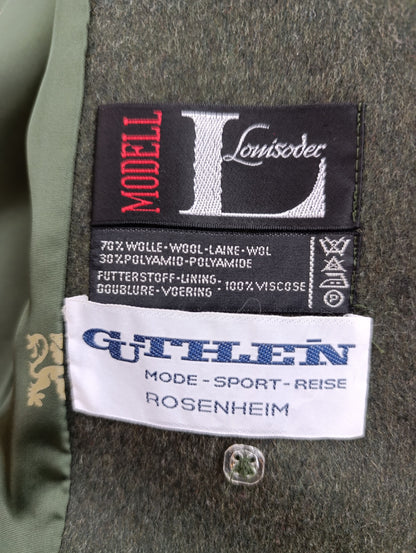 MODELL
L
Louisoder
70% WOLLE-WOOL-LAINE-WOL
30% POLYAMID-POLYAMIDE
FUTTERSTOFF-LINING-
DOUBLURE-VOERING - 100% VISCOSE
P
GUTHLEÑ
MODE-SPORT-REISE
ROSENHEIM